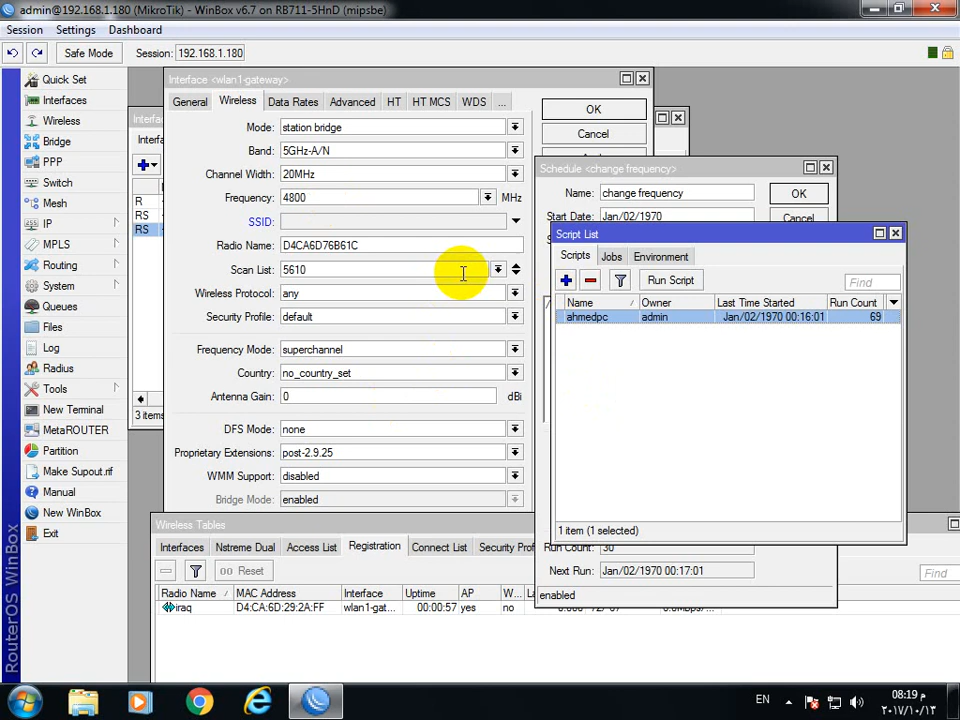 admin@192.168.1.180 (MikroTik) - WinBox v6.7 on RB711-5HnD (mipsbe)
Session Settings Dashboard
Safe Mode Session: 192.168.1.180
RouterOS WinBox
Quick Set
Interfaces
Wireless
Bridge
PPP
Switch
Mesh
IP
MPLS
Routing
System
Queues
Files
Log
Radius
Tools
New Terminal
MetaROUTER
Partition
Make Supout.rif
Manual
New WinBox
Exit
R
RS
RS
3 items
Interface <wlan1-gateway>
General Wireless Data Rates Advanced HT HT MCS WDS ...
OK
Cancel
Mode: station bridge
Band: 5GHz-A/N
Channel Width: 20MHz
Frequency: 4800 MHz
SSID:
Radio Name: D4CA6D76B61C
Scan List: 5610
Wireless Protocol: any
Security Profile: default
Frequency Mode: superchannel
Country: no_country_set
Antenna Gain: 0 dBi
DFS Mode: none
Proprietary Extensions: post-2.9.25
WMM Support: disabled
Bridge Mode: enabled
Schedule <change frequency>
Name: change frequency OK
Start Date: Jan/02/1970 Cancel
Script List
Scripts Jobs Environment
Run Script Find
Name Owner Last Time Started Run Count
ahmedpc admin Jan/02/1970 00:16:01 69
1 item (1 selected)
Run Count: 30
Next Run: Jan/02/1970 00:17:01
enabled
Wireless Tables
Interfaces Nstreme Dual Access List Registration Connect List Security Prof
00 Reset Find
Radio Name MAC Address Interface Uptime AP W...
iraq D4:CA:6D:29:2A:FF wlan1-gat... 00:00:57 yes no
EN 08:19 م
٢٠١٧/١٠/١٣